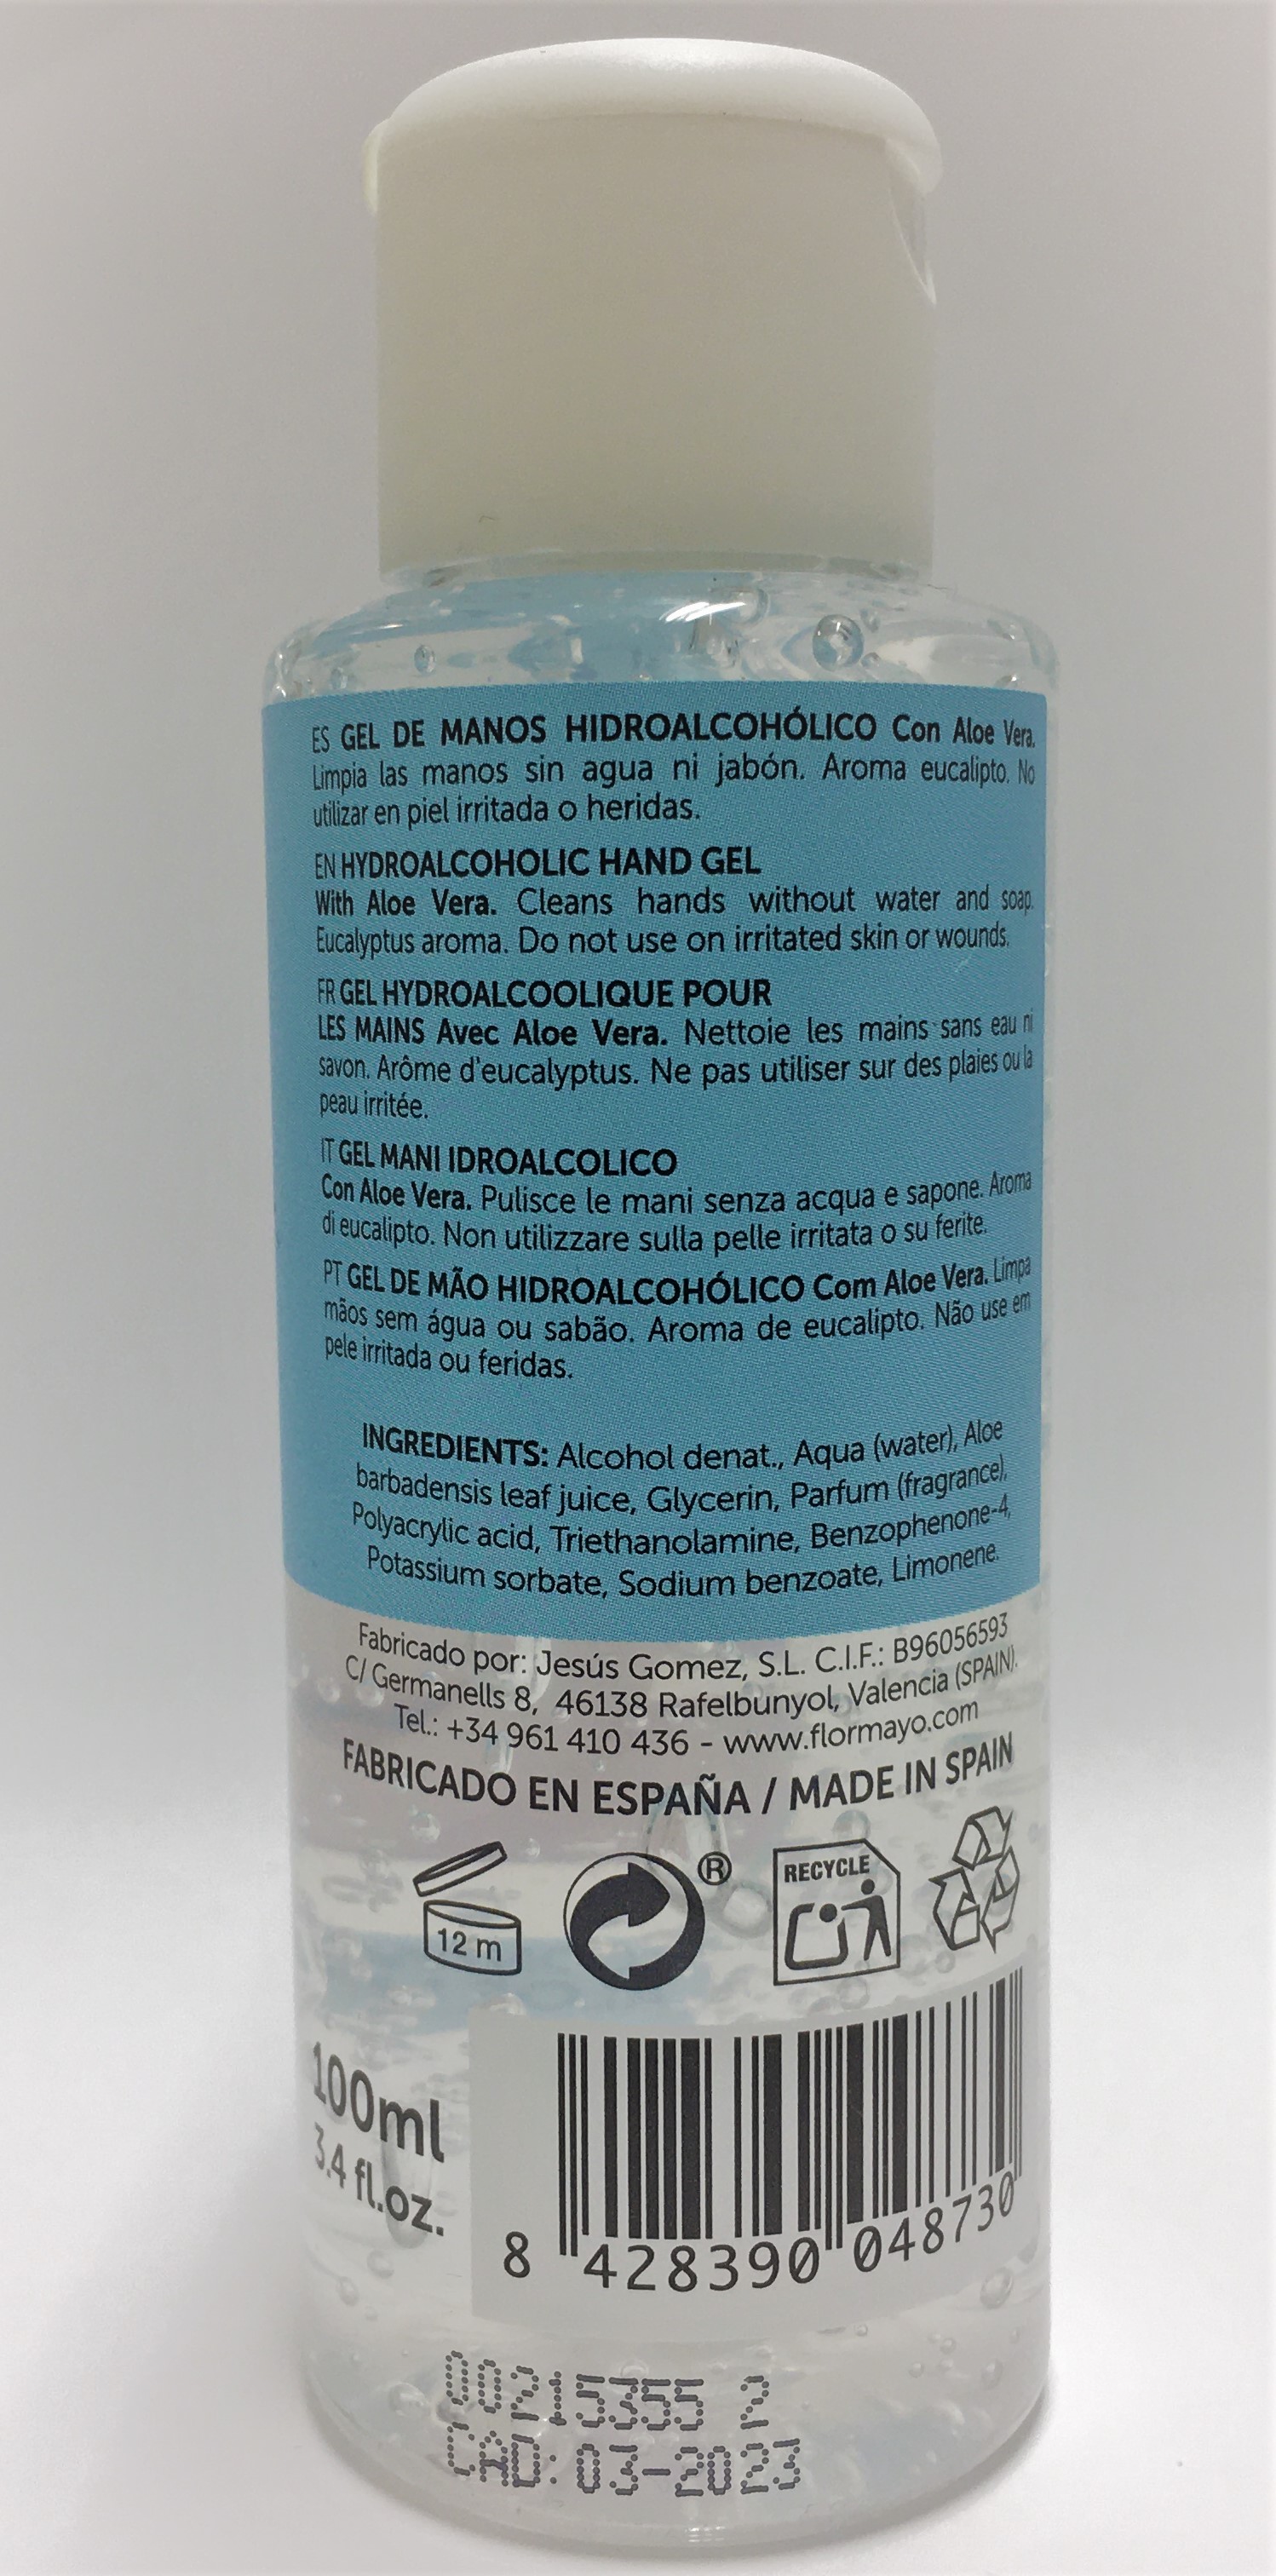 ES GEL DE MANOS HIDROALCOHÓLICO Con Aloe Vera.
Limpia las manos sin agua ni jabón. Aroma eucalipto. No
utilizar en piel irritada o heridas.
EN HYDROALCOHOLIC HAND GEL
With Aloe Vera. Cleans hands without water and soap.
Eucalyptus aroma. Do not use on irritated skin or wounds.
FR GEL HYDROALCOOLIQUE POUR
LES MAINS Avec Aloe Vera. Nettoie les mains sans eau ni
savon. Arôme d'eucalyptus. Ne pas utiliser sur des plaies ou la
peau irritée.
IT GEL MANI IDROALCOLICO
Con Aloe Vera. Pulisce le mani senza acqua e sapone. Aroma
di eucalipto. Non utilizzare sulla pelle irritata o su ferite.
PT GEL DE MÃO HIDROALCOHÓLICO Com Aloe Vera. Limpa
mãos sem água ou sabão. Aroma de eucalipto. Não use em
pele irritada ou feridas.
INGREDIENTS: Alcohol denat., Aqua (water), Aloe
barbadensis leaf juice, Glycerin, Parfum (fragrance),
Polyacrylic acid, Triethanolamine, Benzophenone-4,
Potassium sorbate, Sodium benzoate, Limonene.
Fabricado por: Jesús Gomez, S.L. C.I.F.: B96056593
C/ Germanells 8, 46138 Rafelbunyol, Valencia (SPAIN).
Tel.: +34 961 410 436 - www.flormayo.com
FABRICADO EN ESPAÑA / MADE IN SPAIN
12 m
®
RECYCLE
100ml
3.4 fl.oz.
8 428390 048730
00215355 2
CAD: 03-2023